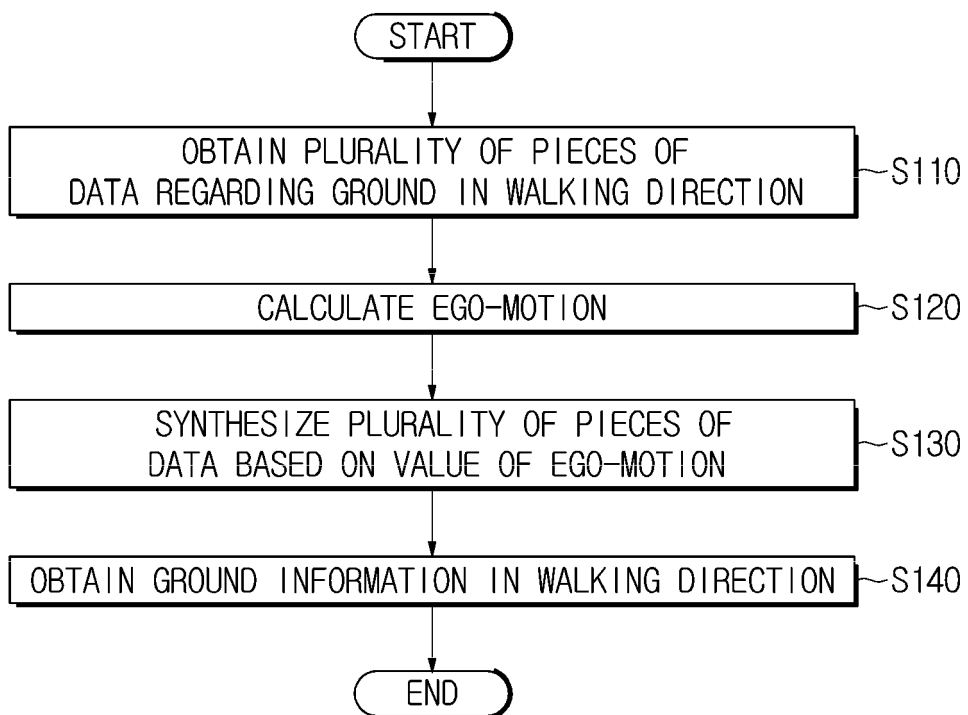 START
OBTAIN PLURALITY OF PIECES OF
DATA REGARDING GROUND IN WALKING DIRECTION
S110
CALCULATE EGO-MOTION
S120
SYNTHESIZE PLURALITY OF PIECES OF
DATA BASED ON VALUE OF EGO-MOTION
S130
OBTAIN GROUND INFORMATION IN WALKING DIRECTION
S140
END